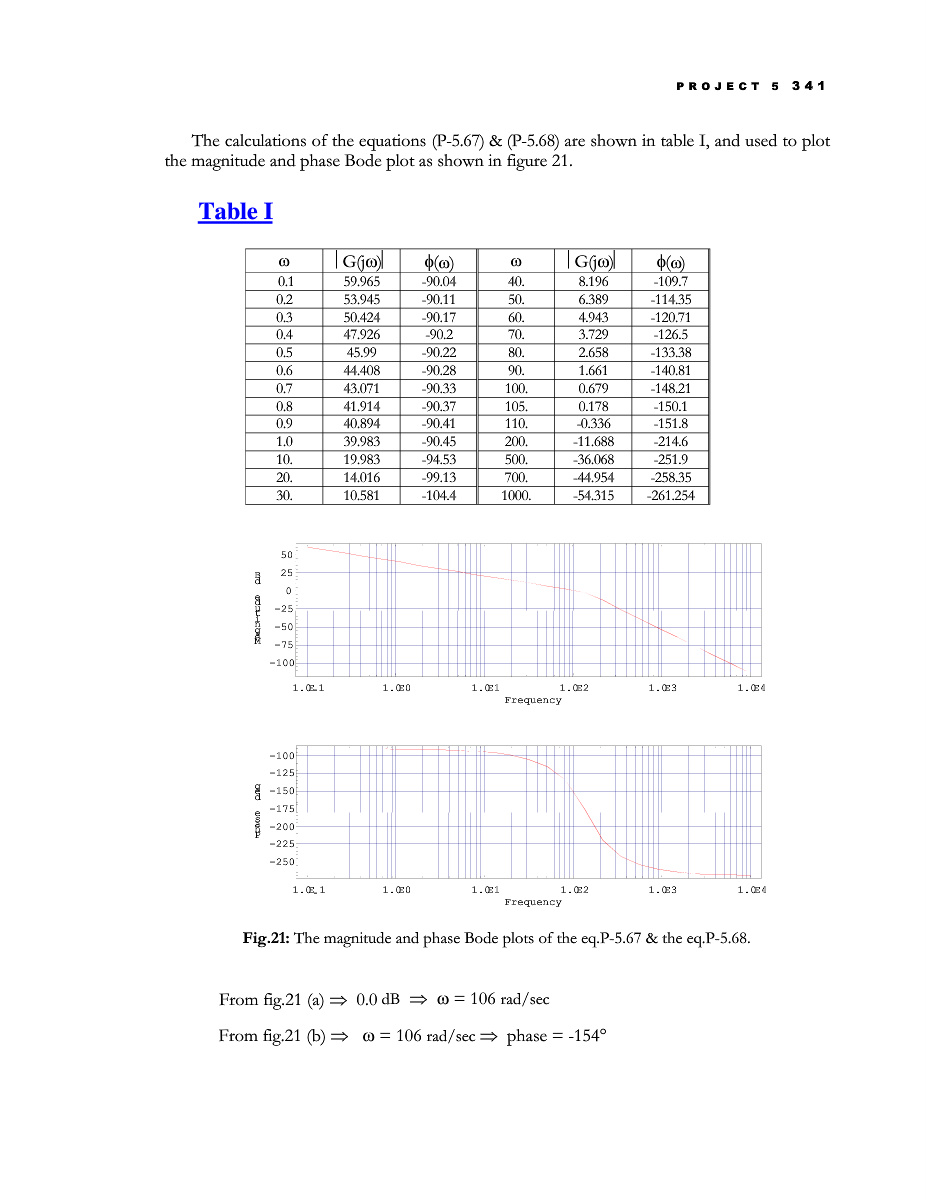 PROJECT 5 341
The calculations of the equations (P-5.67) & (P-5.68) are shown in table I, and used to plot
the magnitude and phase Bode plot as shown in figure 21.
Table I
ω |G(jω)| ϕ(ω) ω |G(jω)| ϕ(ω)
0.1 59.965 -90.04 40. 8.196 -109.7
0.2 53.945 -90.11 50. 6.389 -114.35
0.3 50.424 -90.17 60. 4.943 -120.71
0.4 47.926 -90.2 70. 3.729 -126.5
0.5 45.99 -90.22 80. 2.658 -133.38
0.6 44.408 -90.28 90. 1.661 -140.81
0.7 43.071 -90.33 100. 0.679 -148.21
0.8 41.914 -90.37 105. 0.178 -150.1
0.9 40.894 -90.41 110. -0.336 -151.8
1.0 39.983 -90.45 200. -11.688 -214.6
10. 19.983 -94.53 500. -36.068 -251.9
20. 14.016 -99.13 700. -44.954 -258.35
30. 10.581 -104.4 1000. -54.315 -261.254
Magnitude dB
50
25
0
-25
-50
-75
-100
1.0E.1 1.0E0 1.0E1 1.0E2 1.0E3 1.0E4
Frequency
-100
-125
-150
-175
-200
-225
-250
1.0E.1 1.0E0 1.0E1 1.0E2 1.0E3 1.0E4
Frequency
Fig.21: The magnitude and phase Bode plots of the eq.P-5.67 & the eq.P-5.68.
From fig.21 (a) ⇒ 0.0 dB ⇒ ω = 106 rad/sec
From fig.21 (b) ⇒ ω = 106 rad/sec ⇒ phase = -154°